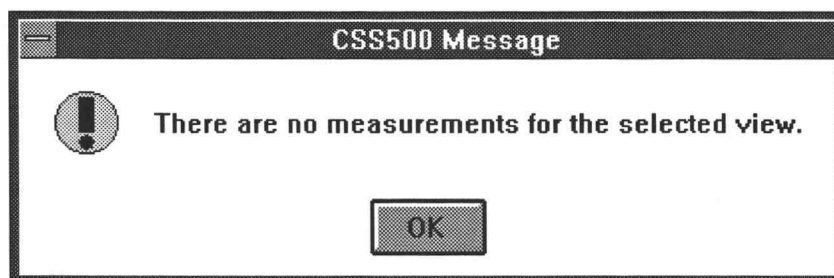 CSS500 Message
There are no measurements for the selected view.
OK